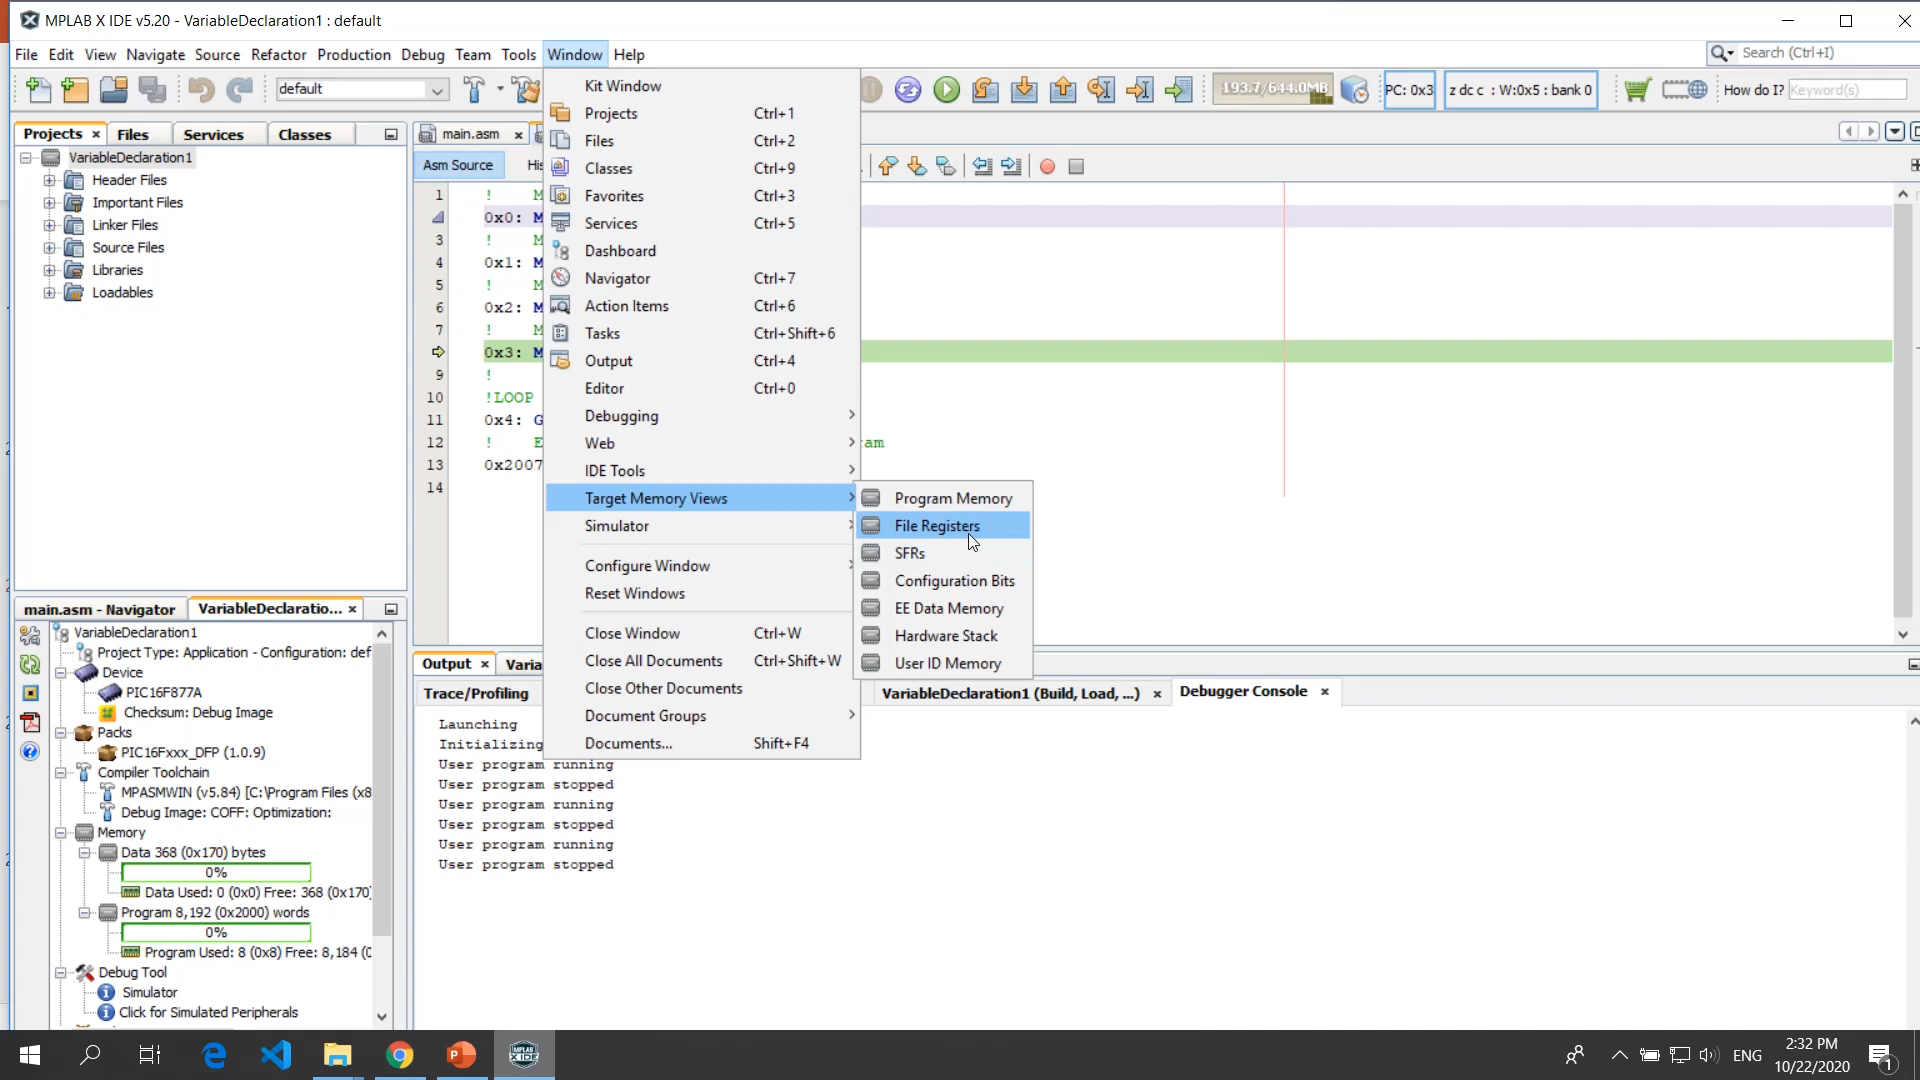 MPLAB X IDE v5.20 - VariableDeclaration1 : default
File Edit View Navigate Source Refactor Production Debug Team Tools Window Help
Search (Ctrl+I)
default
193.7/644.0MB
PC: 0x3
z dc c : W:0x5 : bank 0
How do I? Keyword(s)
Projects Files Services Classes
VariableDeclaration1
Header Files
Important Files
Linker Files
Source Files
Libraries
Loadables
main.asm
Asm Source
1 ! M
0x0: M
3 ! M
4 0x1: M
5 ! M
6 0x2: M
7 ! M
0x3: M
9 !
10 !LOOP
11 0x4: G
12 ! E am
13 0x2007
14
Kit Window
Projects Ctrl+1
Files Ctrl+2
Classes Ctrl+9
Favorites Ctrl+3
Services Ctrl+5
Dashboard
Navigator Ctrl+7
Action Items Ctrl+6
Tasks Ctrl+Shift+6
Output Ctrl+4
Editor Ctrl+0
Debugging
Web
IDE Tools
Target Memory Views
Simulator
Configure Window
Reset Windows
Close Window Ctrl+W
Close All Documents Ctrl+Shift+W
Close Other Documents
Document Groups
Documents... Shift+F4
Program Memory
File Registers
SFRs
Configuration Bits
EE Data Memory
Hardware Stack
User ID Memory
main.asm - Navigator VariableDeclaratio...
VariableDeclaration1
Project Type: Application - Configuration: def
Device
PIC16F877A
Checksum: Debug Image
Packs
PIC16Fxxx_DFP (1.0.9)
Compiler Toolchain
MPASMWIN (v5.84) [C:\Program Files (x8
Debug Image: COFF: Optimization:
Memory
Data 368 (0x170) bytes
0%
Data Used: 0 (0x0) Free: 368 (0x170)
Program 8,192 (0x2000) words
0%
Program Used: 8 (0x8) Free: 8,184 (0
Debug Tool
Simulator
Click for Simulated Peripherals
Output Varia
Trace/Profiling VariableDeclaration1 (Build, Load, ...) Debugger Console
Launching
Initializing
User program running
User program stopped
User program running
User program stopped
User program running
User program stopped
MPLAB
X IDE
ENG
2:32 PM
10/22/2020
1